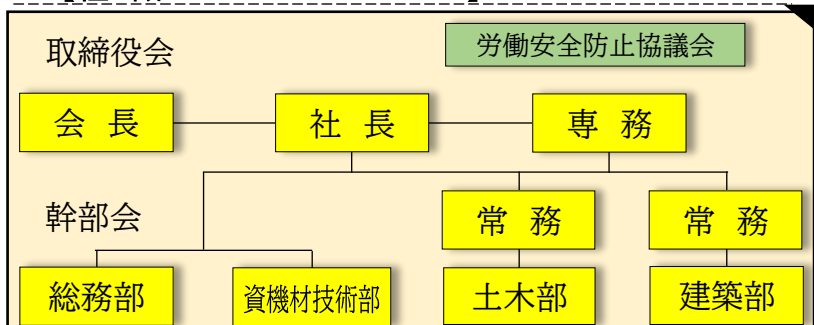 取締役会
労働安全防止協議会
会 長
社 長
専 務
幹部会
常 務
常 務
総務部
資機材技術部
土木部
建築部